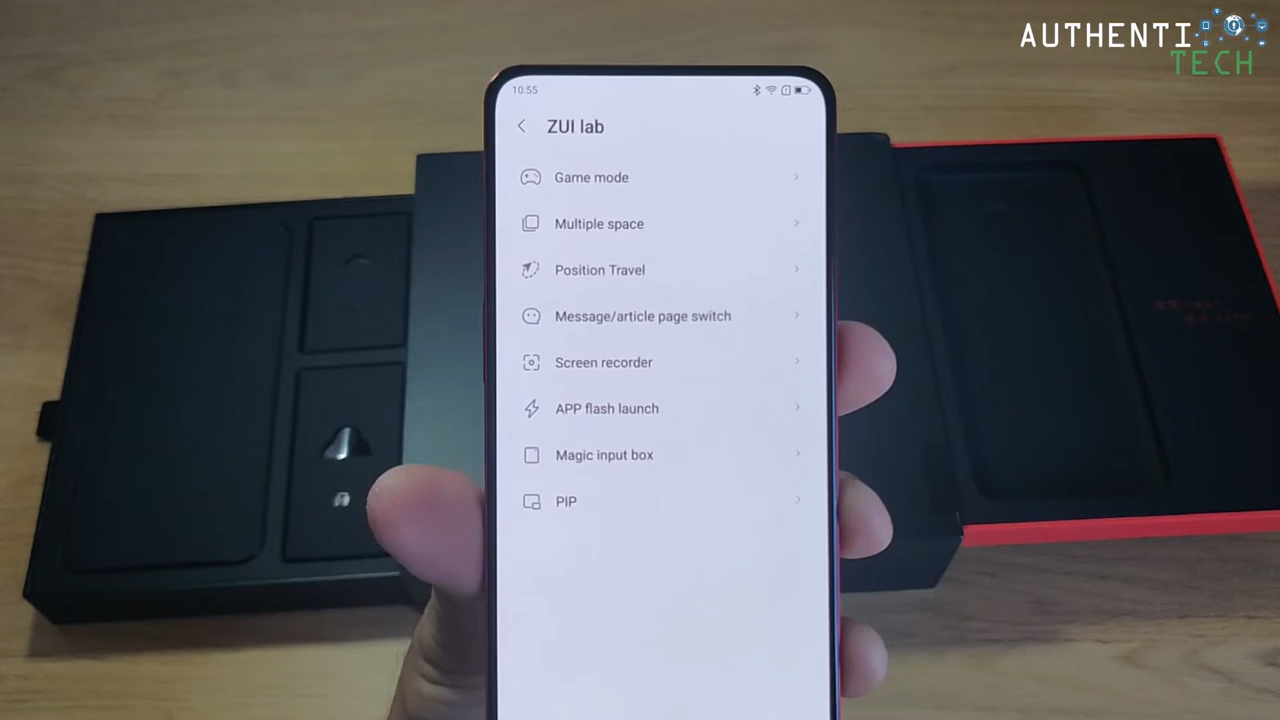 AUTHENTI
TECH
10:55
ZUI lab
Game mode
Multiple space
Position Travel
Message/article page switch
Screen recorder
APP flash launch
Magic input box
PIP